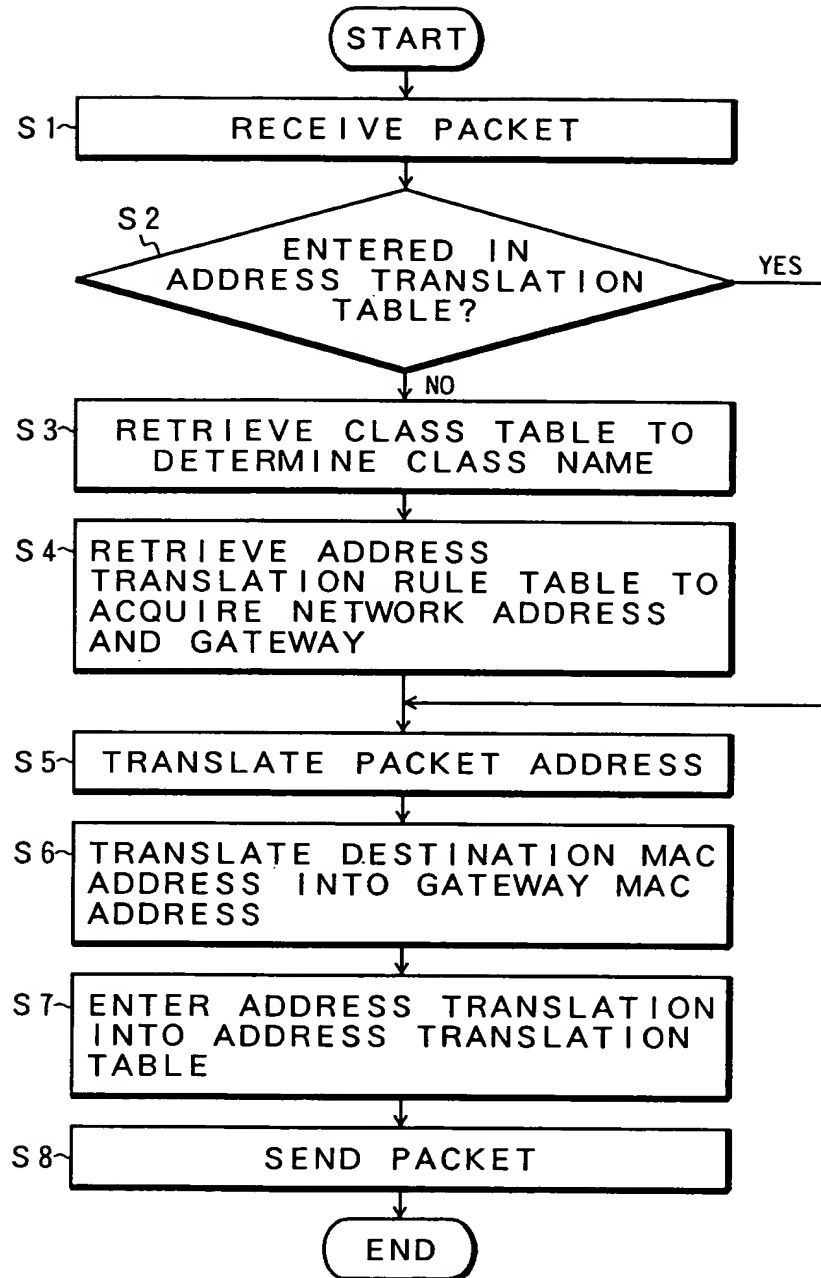 START
S1
RECEIVE PACKET
S2
ENTERED IN
ADDRESS TRANSLATION
TABLE?
YES
NO
S3
RETRIEVE CLASS TABLE TO
DETERMINE CLASS NAME
S4
RETRIEVE ADDRESS
TRANSLATION RULE TABLE TO
ACQUIRE NETWORK ADDRESS
AND GATEWAY
S5
TRANSLATE PACKET ADDRESS
S6
TRANSLATE DESTINATION MAC
ADDRESS INTO GATEWAY MAC
ADDRESS
S7
ENTER ADDRESS TRANSLATION
INTO ADDRESS TRANSLATION
TABLE
S8
SEND PACKET
END